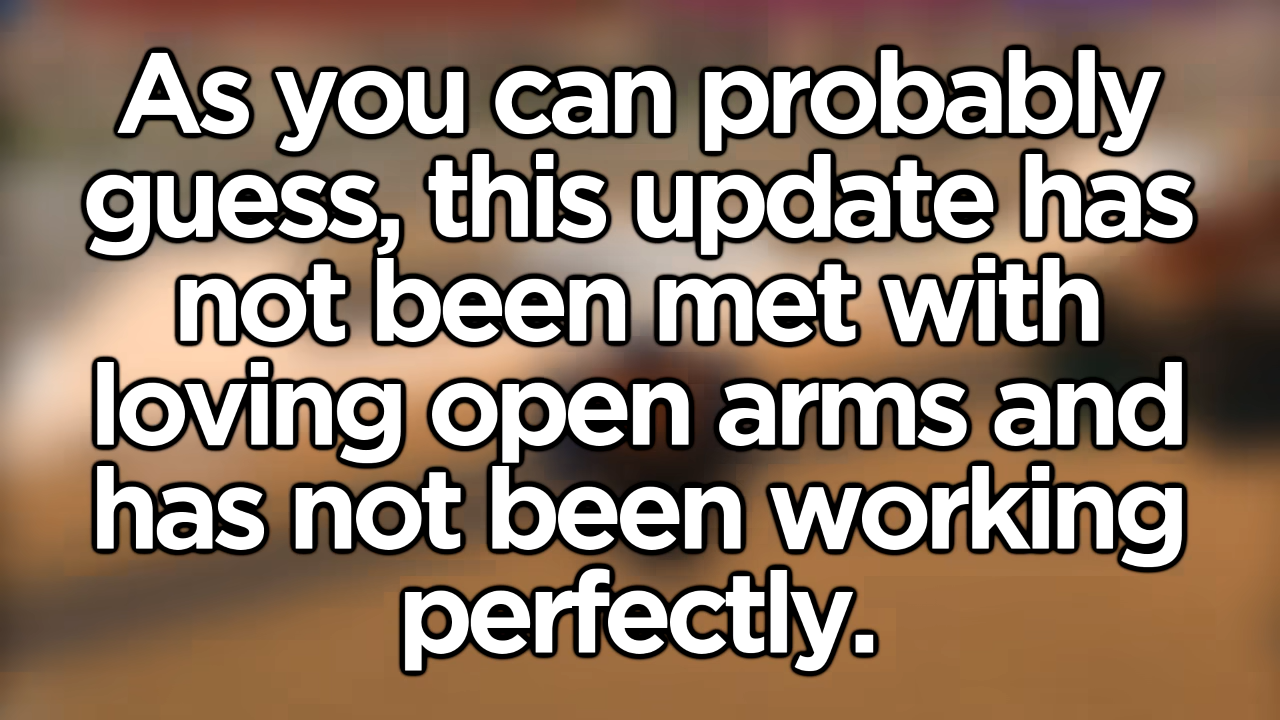 As you can probably
guess, this update has
not been met with
loving open arms and
has not been working
perfectly.